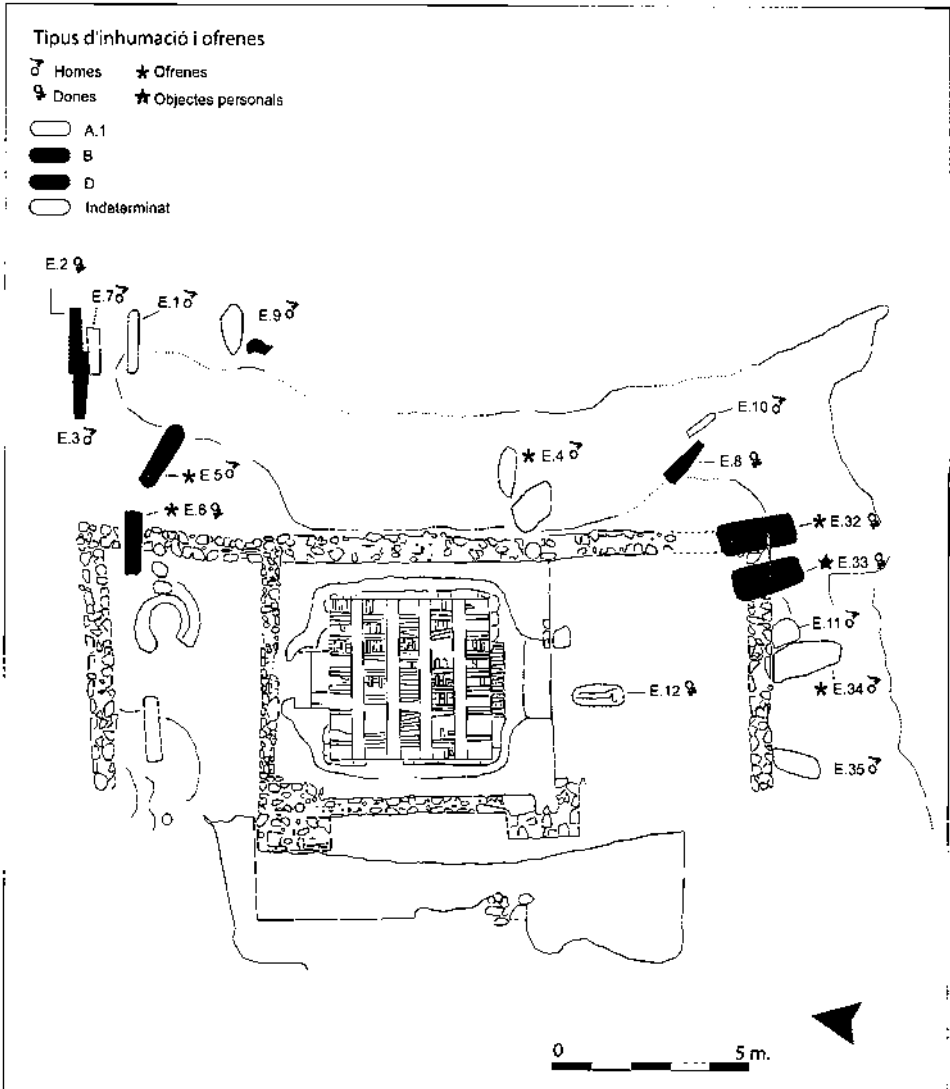 Tipus d'inhumació i ofrenes
Homes ★ Ofrenes
Dones ★ Objectes personals
A.1
B
D
Indeterminat
E.2 ♀
E.7 ♂
E.1 ♂
E.9 ♂
E.3 ♂
★ E.5 ♂
★ E.6 ♀
★ E.4 ♂
E.10 ♂
E.8 ♀
★ E.32 ♀
★ E.33 ♀
E.11 ♂
E.12 ♀
★ E.34 ♂
E.35 ♂
0 5 m.